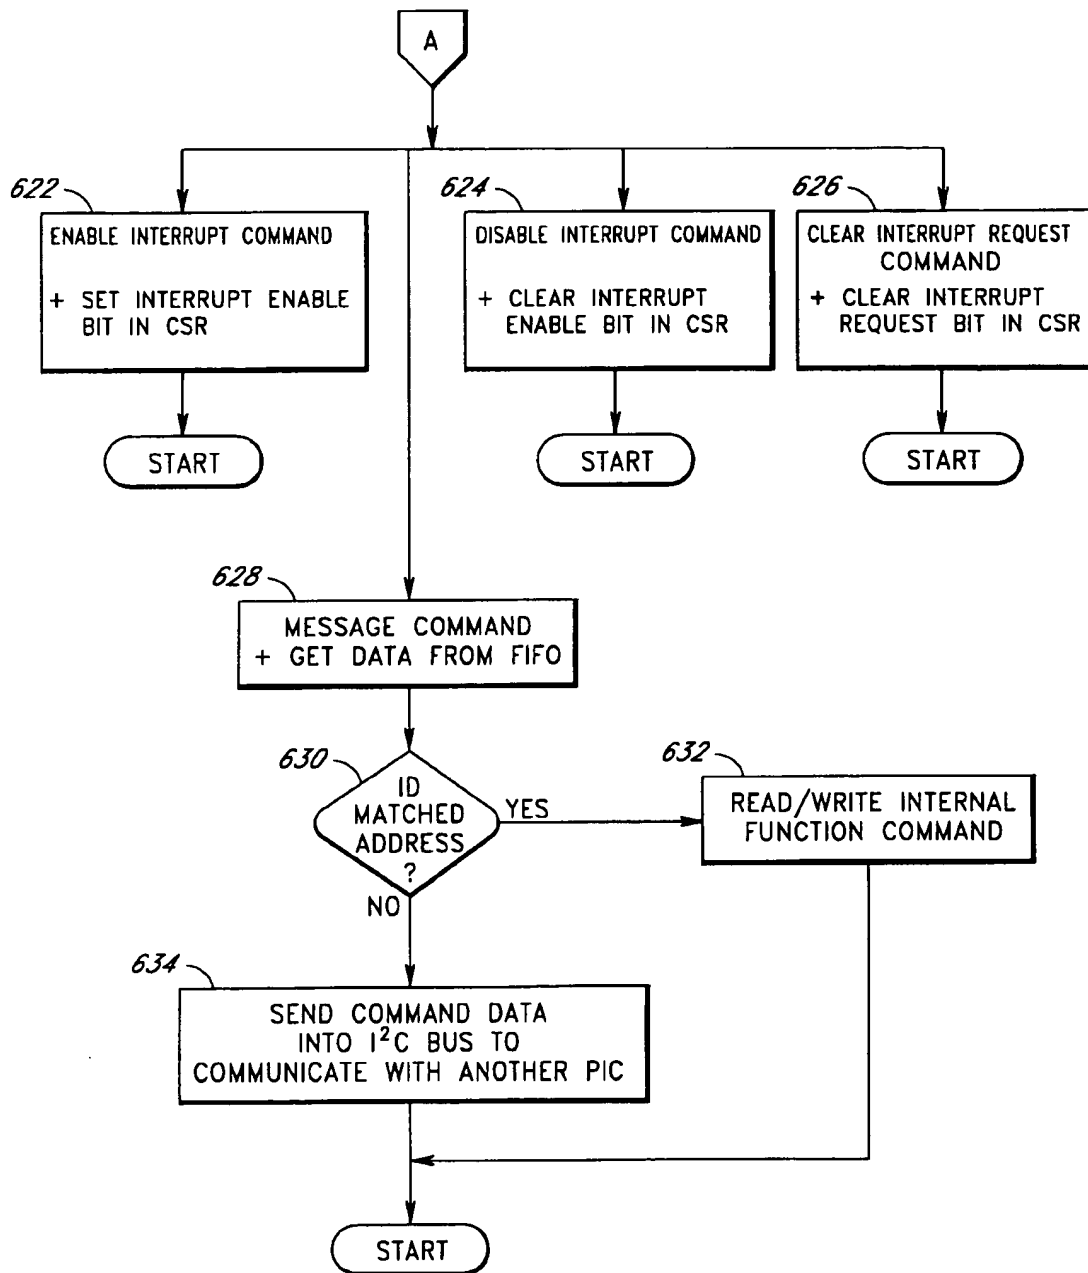 A
622
ENABLE INTERRUPT COMMAND
+ SET INTERRUPT ENABLE
BIT IN CSR
START
624
DISABLE INTERRUPT COMMAND
+ CLEAR INTERRUPT
ENABLE BIT IN CSR
START
626
CLEAR INTERRUPT REQUEST
COMMAND
+ CLEAR INTERRUPT
REQUEST BIT IN CSR
START
628
MESSAGE COMMAND
+ GET DATA FROM FIFO
630
ID
MATCHED
ADDRESS
?
YES
NO
632
READ/WRITE INTERNAL
FUNCTION COMMAND
634
SEND COMMAND DATA
INTO I²C BUS TO
COMMUNICATE WITH ANOTHER PIC
START